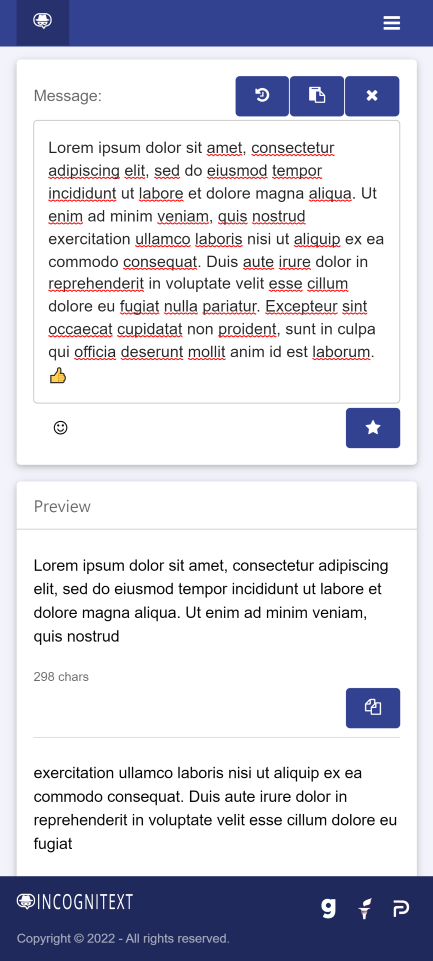 Message:
Lorem ipsum dolor sit amet, consectetur
adipiscing elit, sed do eiusmod tempor
incididunt ut labore et dolore magna aliqua. Ut
enim ad minim veniam, quis nostrud
exercitation ullamco laboris nisi ut aliquip ex ea
commodo consequat. Duis aute irure dolor in
reprehenderit in voluptate velit esse cillum
dolore eu fugiat nulla pariatur. Excepteur sint
occaecat cupidatat non proident, sunt in culpa
qui officia deserunt mollit anim id est laborum.
👍
Preview
Lorem ipsum dolor sit amet, consectetur adipiscing
elit, sed do eiusmod tempor incididunt ut labore et
dolore magna aliqua. Ut enim ad minim veniam,
quis nostrud
298 chars
exercitation ullamco laboris nisi ut aliquip ex ea
commodo consequat. Duis aute irure dolor in
reprehenderit in voluptate velit esse cillum dolore eu
fugiat
INCOGNITEXT
g
Copyright © 2022 - All rights reserved.